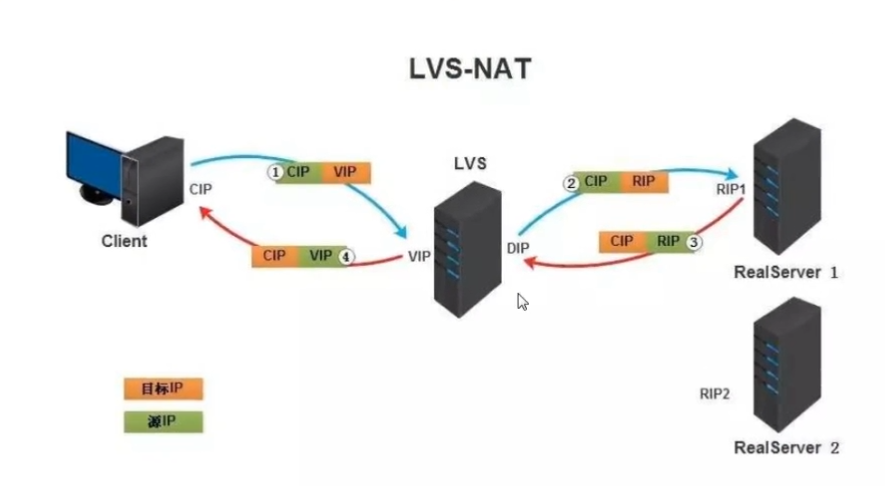 LVS-NAT
LVS
① CIP VIP
② CIP RIP
CIP
RIP1
Client
CIP RIP ③
CIP VIP ④
VIP
DIP
RealServer 1
目标IP
源IP
RIP2
RealServer 2